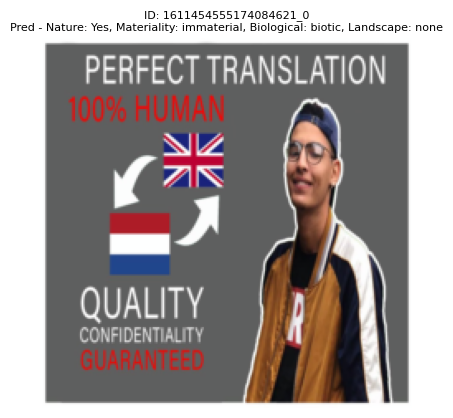 ID: 1611454555174084621_0
Pred - Nature: Yes, Materiality: immaterial, Biological: biotic, Landscape: none
PERFECT TRANSLATION
100% HUMAN
QUALITY
CONFIDENTIALITY
GUARANTEED
R